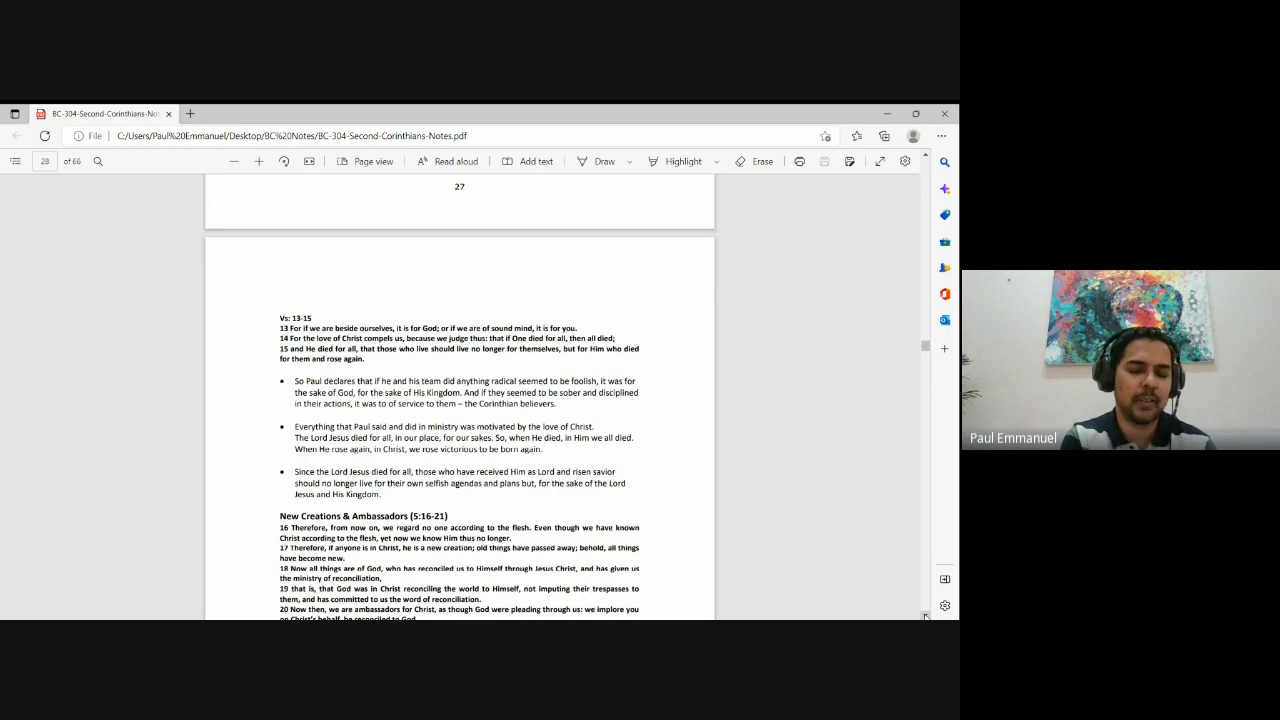 BC-304-Second-Corinthians-Not
File
C:/Users/Paul%20Emmanuel/Desktop/BC%20Notes/BC-304-Second-Corinthians-Notes.pdf
28 of 66
Page view
Read aloud
Add text
Draw
Highlight
Erase
27
Vs: 13-15
13 For if we are beside ourselves, it is for God; or if we are of sound mind, it is for you.
14 For the love of Christ compels us, because we judge thus: that if One died for all, then all died;
15 and He died for all, that those who live should live no longer for themselves, but for Him who died
for them and rose again.
• So Paul declares that if he and his team did anything radical seemed to be foolish, it was for
the sake of God, for the sake of His Kingdom. And if they seemed to be sober and disciplined
in their actions, it was to of service to them – the Corinthian believers.
• Everything that Paul said and did in ministry was motivated by the love of Christ.
The Lord Jesus died for all, in our place, for our sakes. So, when He died, in Him we all died.
When He rose again, in Christ, we rose victorious to be born again.
• Since the Lord Jesus died for all, those who have received Him as Lord and risen savior
should no longer live for their own selfish agendas and plans but, for the sake of the Lord
Jesus and His Kingdom.
New Creations & Ambassadors (5:16-21)
16 Therefore, from now on, we regard no one according to the flesh. Even though we have known
Christ according to the flesh, yet now we know Him thus no longer.
17 Therefore, if anyone is in Christ, he is a new creation; old things have passed away; behold, all things
have become new.
18 Now all things are of God, who has reconciled us to Himself through Jesus Christ, and has given us
the ministry of reconciliation,
19 that is, that God was in Christ reconciling the world to Himself, not imputing their trespasses to
them, and has committed to us the word of reconciliation.
20 Now then, we are ambassadors for Christ, as though God were pleading through us: we implore you
on Christ's behalf, be reconciled to God.
Paul Emmanuel